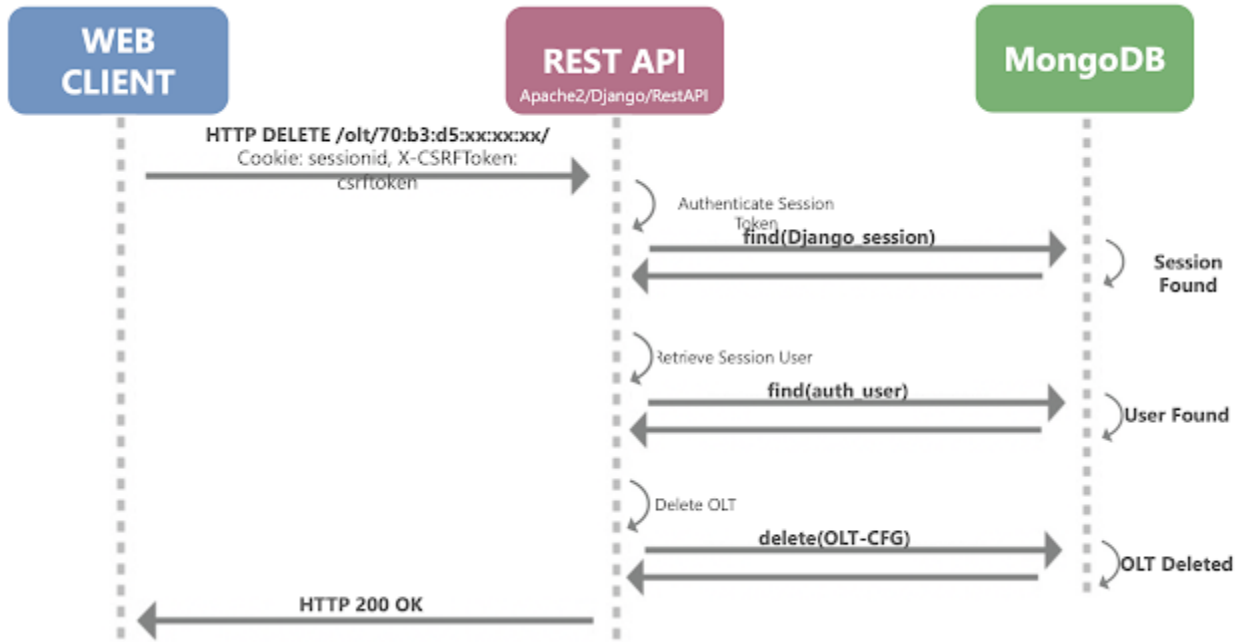 WEB
CLIENT
REST API
Apache2/Django/RestAPI
MongoDB
HTTP DELETE /olt/70:b3:d5:xx:xx:xx/
Cookie: sessionid, X-CSRFToken:
csrftoken
Authenticate Session
Token
find(Django_session)
Session
Found
Retrieve Session User
find(auth_user)
User Found
Delete OLT
delete(OLT-CFG)
OLT Deleted
HTTP 200 OK